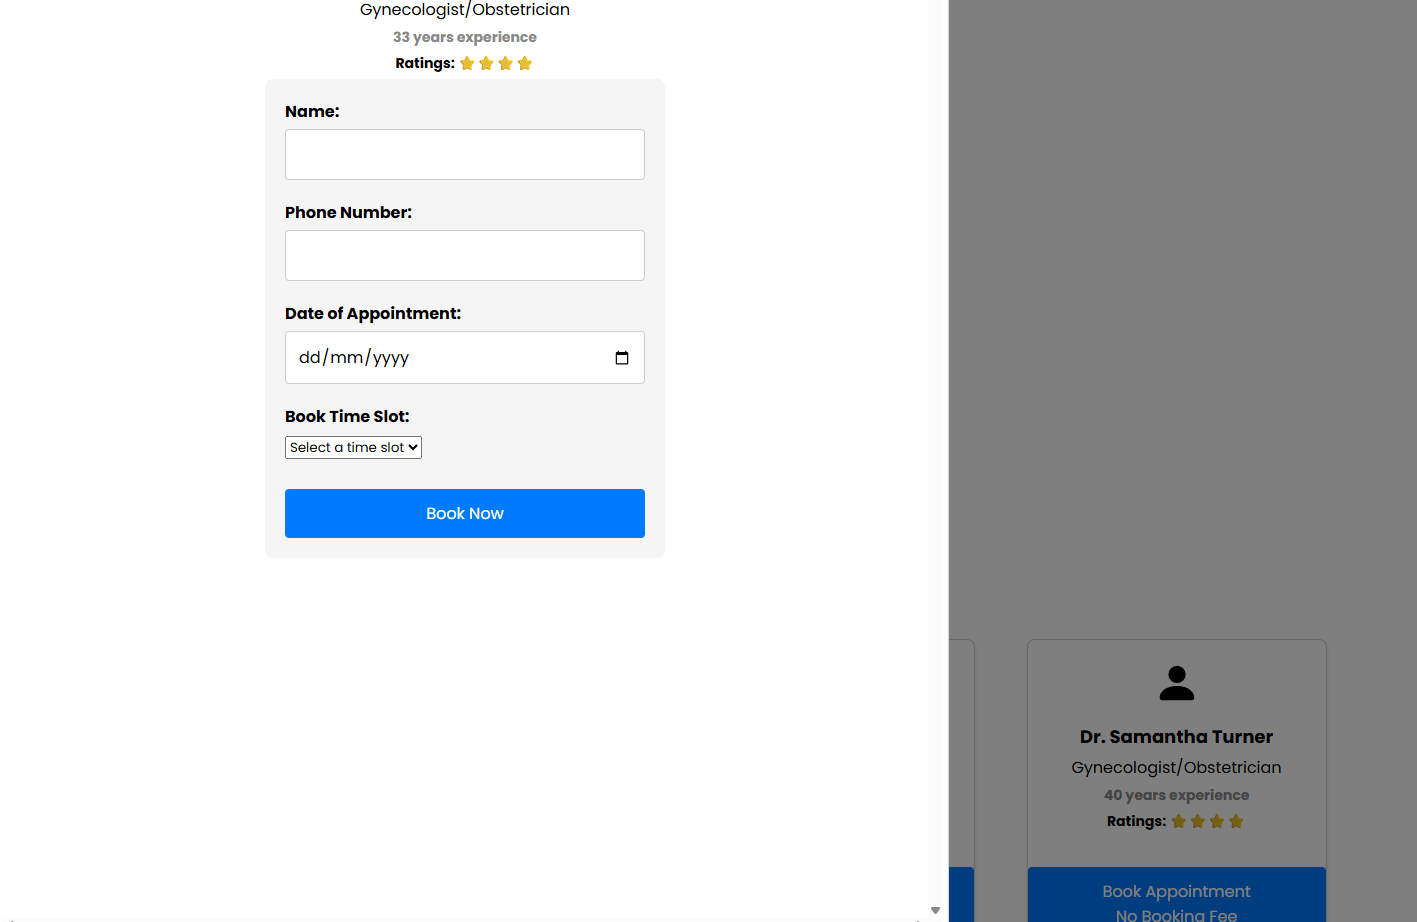 Gynecologist/Obstetrician
33 years experience
Ratings:
Name:
Phone Number:
Date of Appointment:
dd/mm/yyyy
Book Time Slot:
Select a time slot
Book Now
Dr. Samantha Turner
Gynecologist/Obstetrician
40 years experience
Ratings:
Book Appointment
No Booking Fee